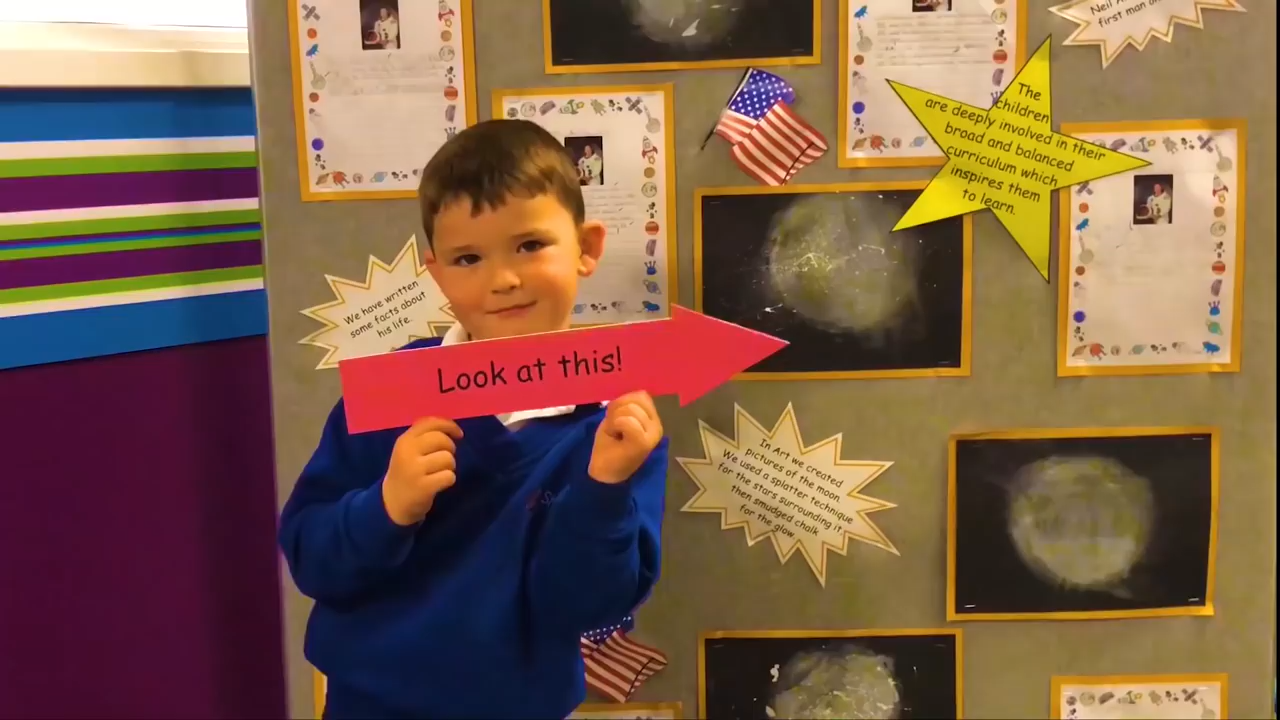 Neil
first man
The
children
are deeply involved in their
broad and balanced
curriculum which
inspires them
to learn.
We have written
some facts about
his life.
Look at this!
In Art we created
pictures of the moon.
We used a splatter technique
for the stars surrounding it,
then smudged chalk
for the glow.